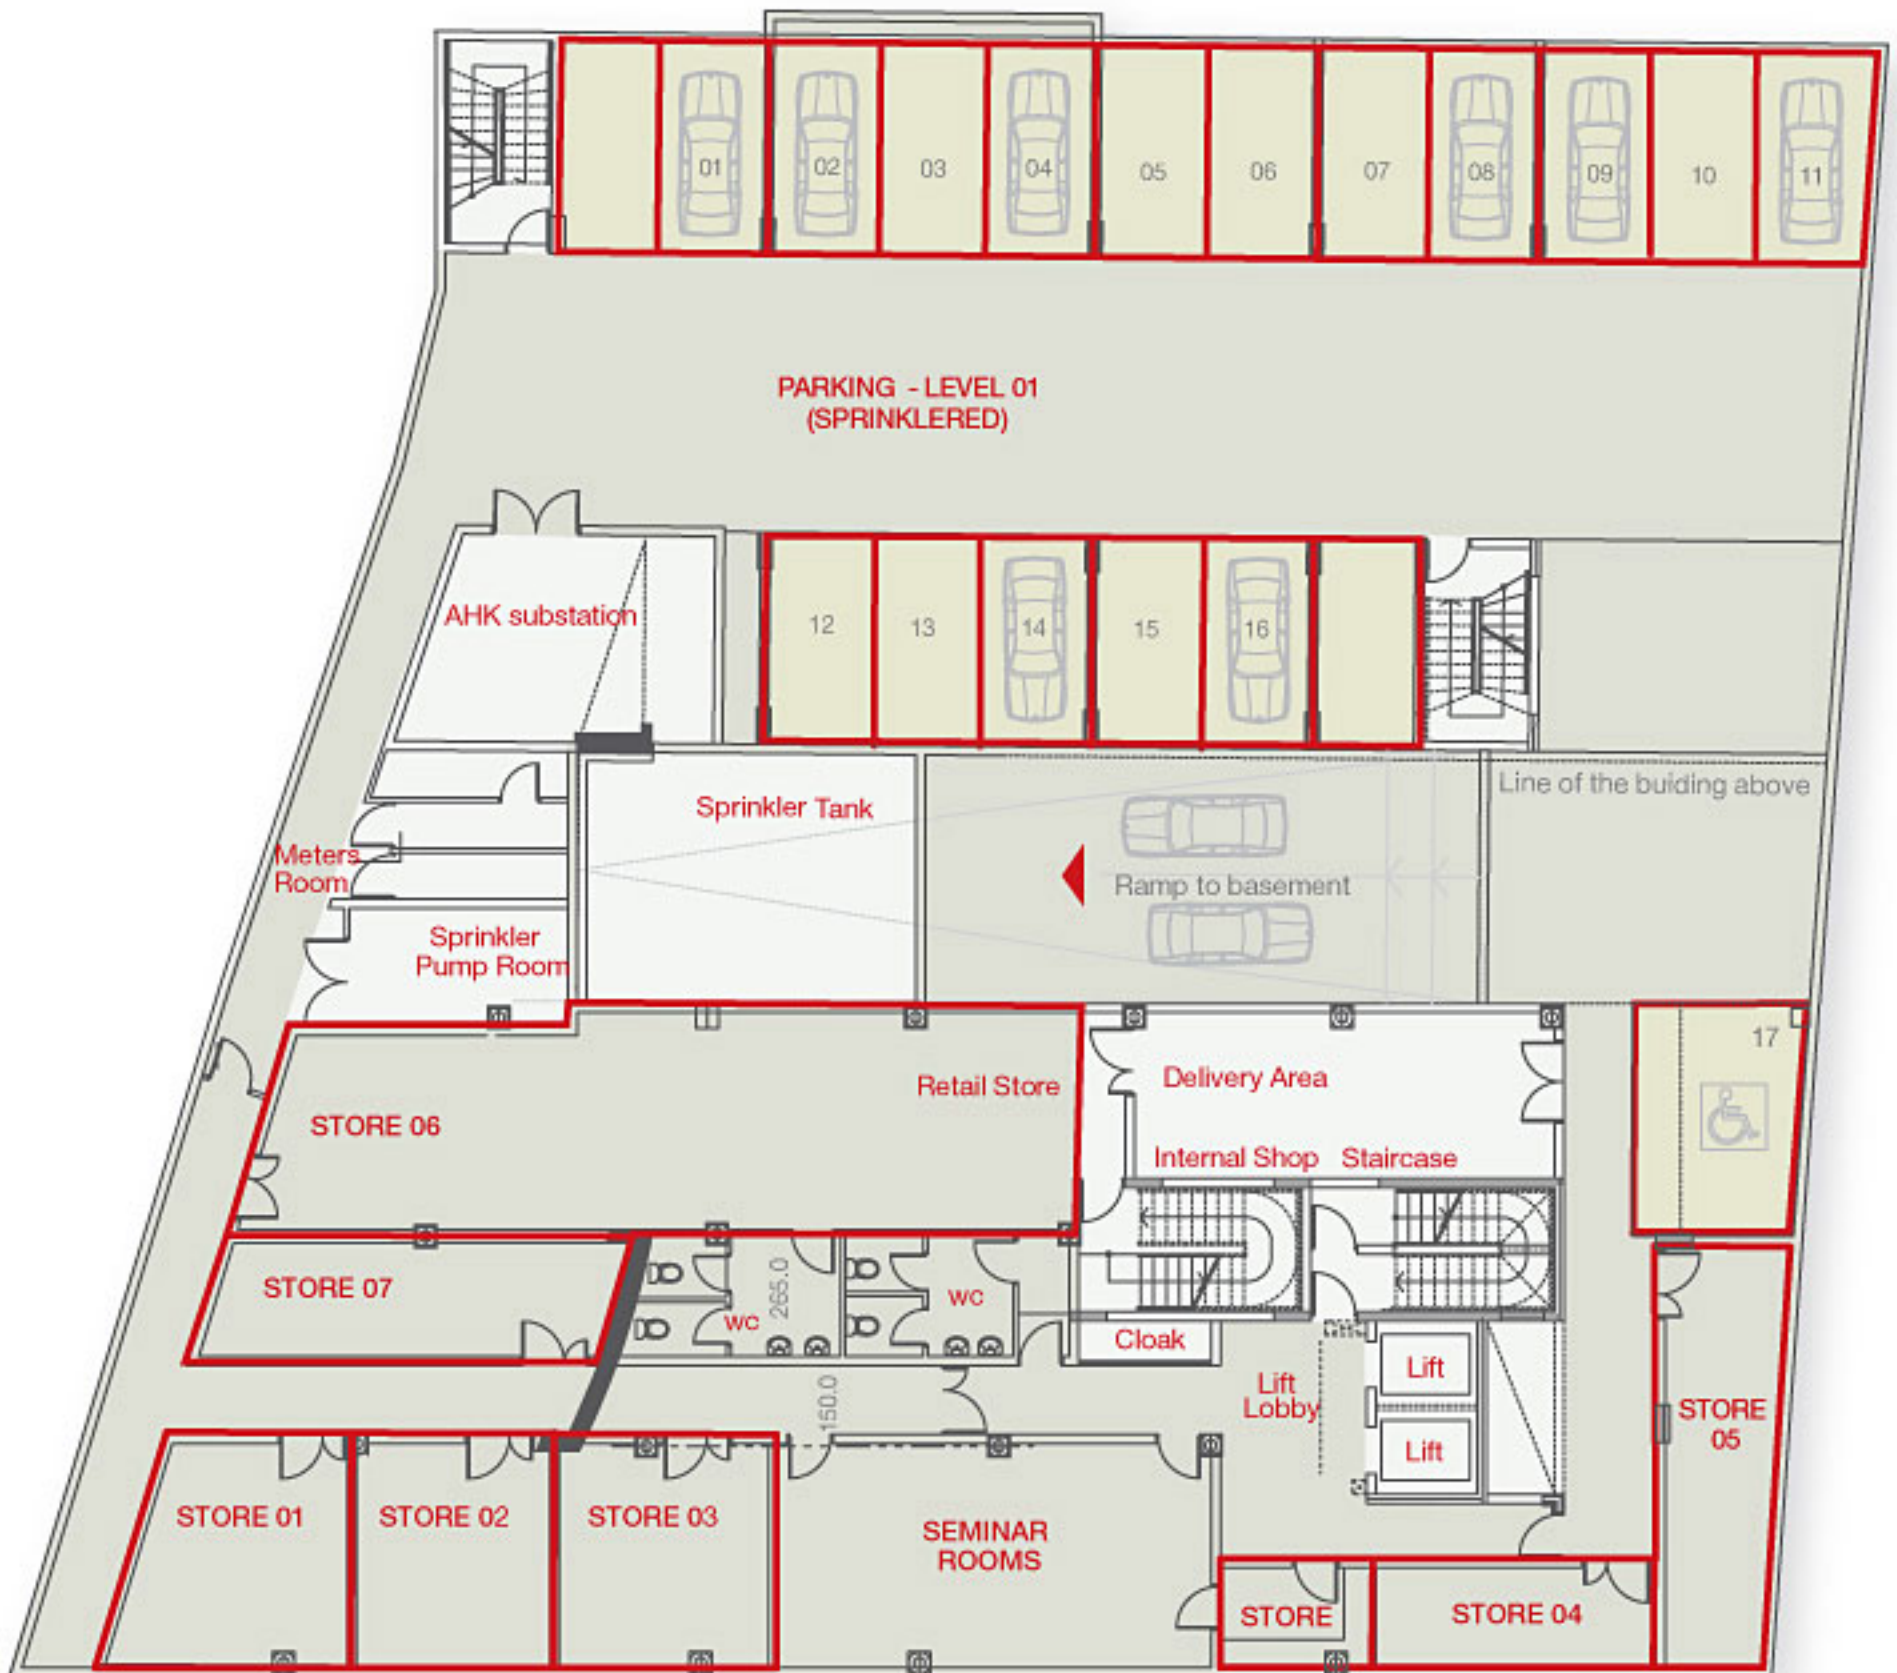 01
02
03
04
05
06
07
08
09
10
11
PARKING - LEVEL 01
(SPRINKLERED)
AHK substation
12
13
14
15
16
Line of the buiding above
Sprinkler Tank
Meters
Room
Ramp to basement
Sprinkler
Pump Room
17
Retail Store
Delivery Area
STORE 06
Internal Shop Staircase
STORE 07
265.0
wc
wc
Cloak
Lift
Lift
Lobby
150.0
Lift
STORE
05
STORE 01
STORE 02
STORE 03
SEMINAR
ROOMS
STORE
STORE 04